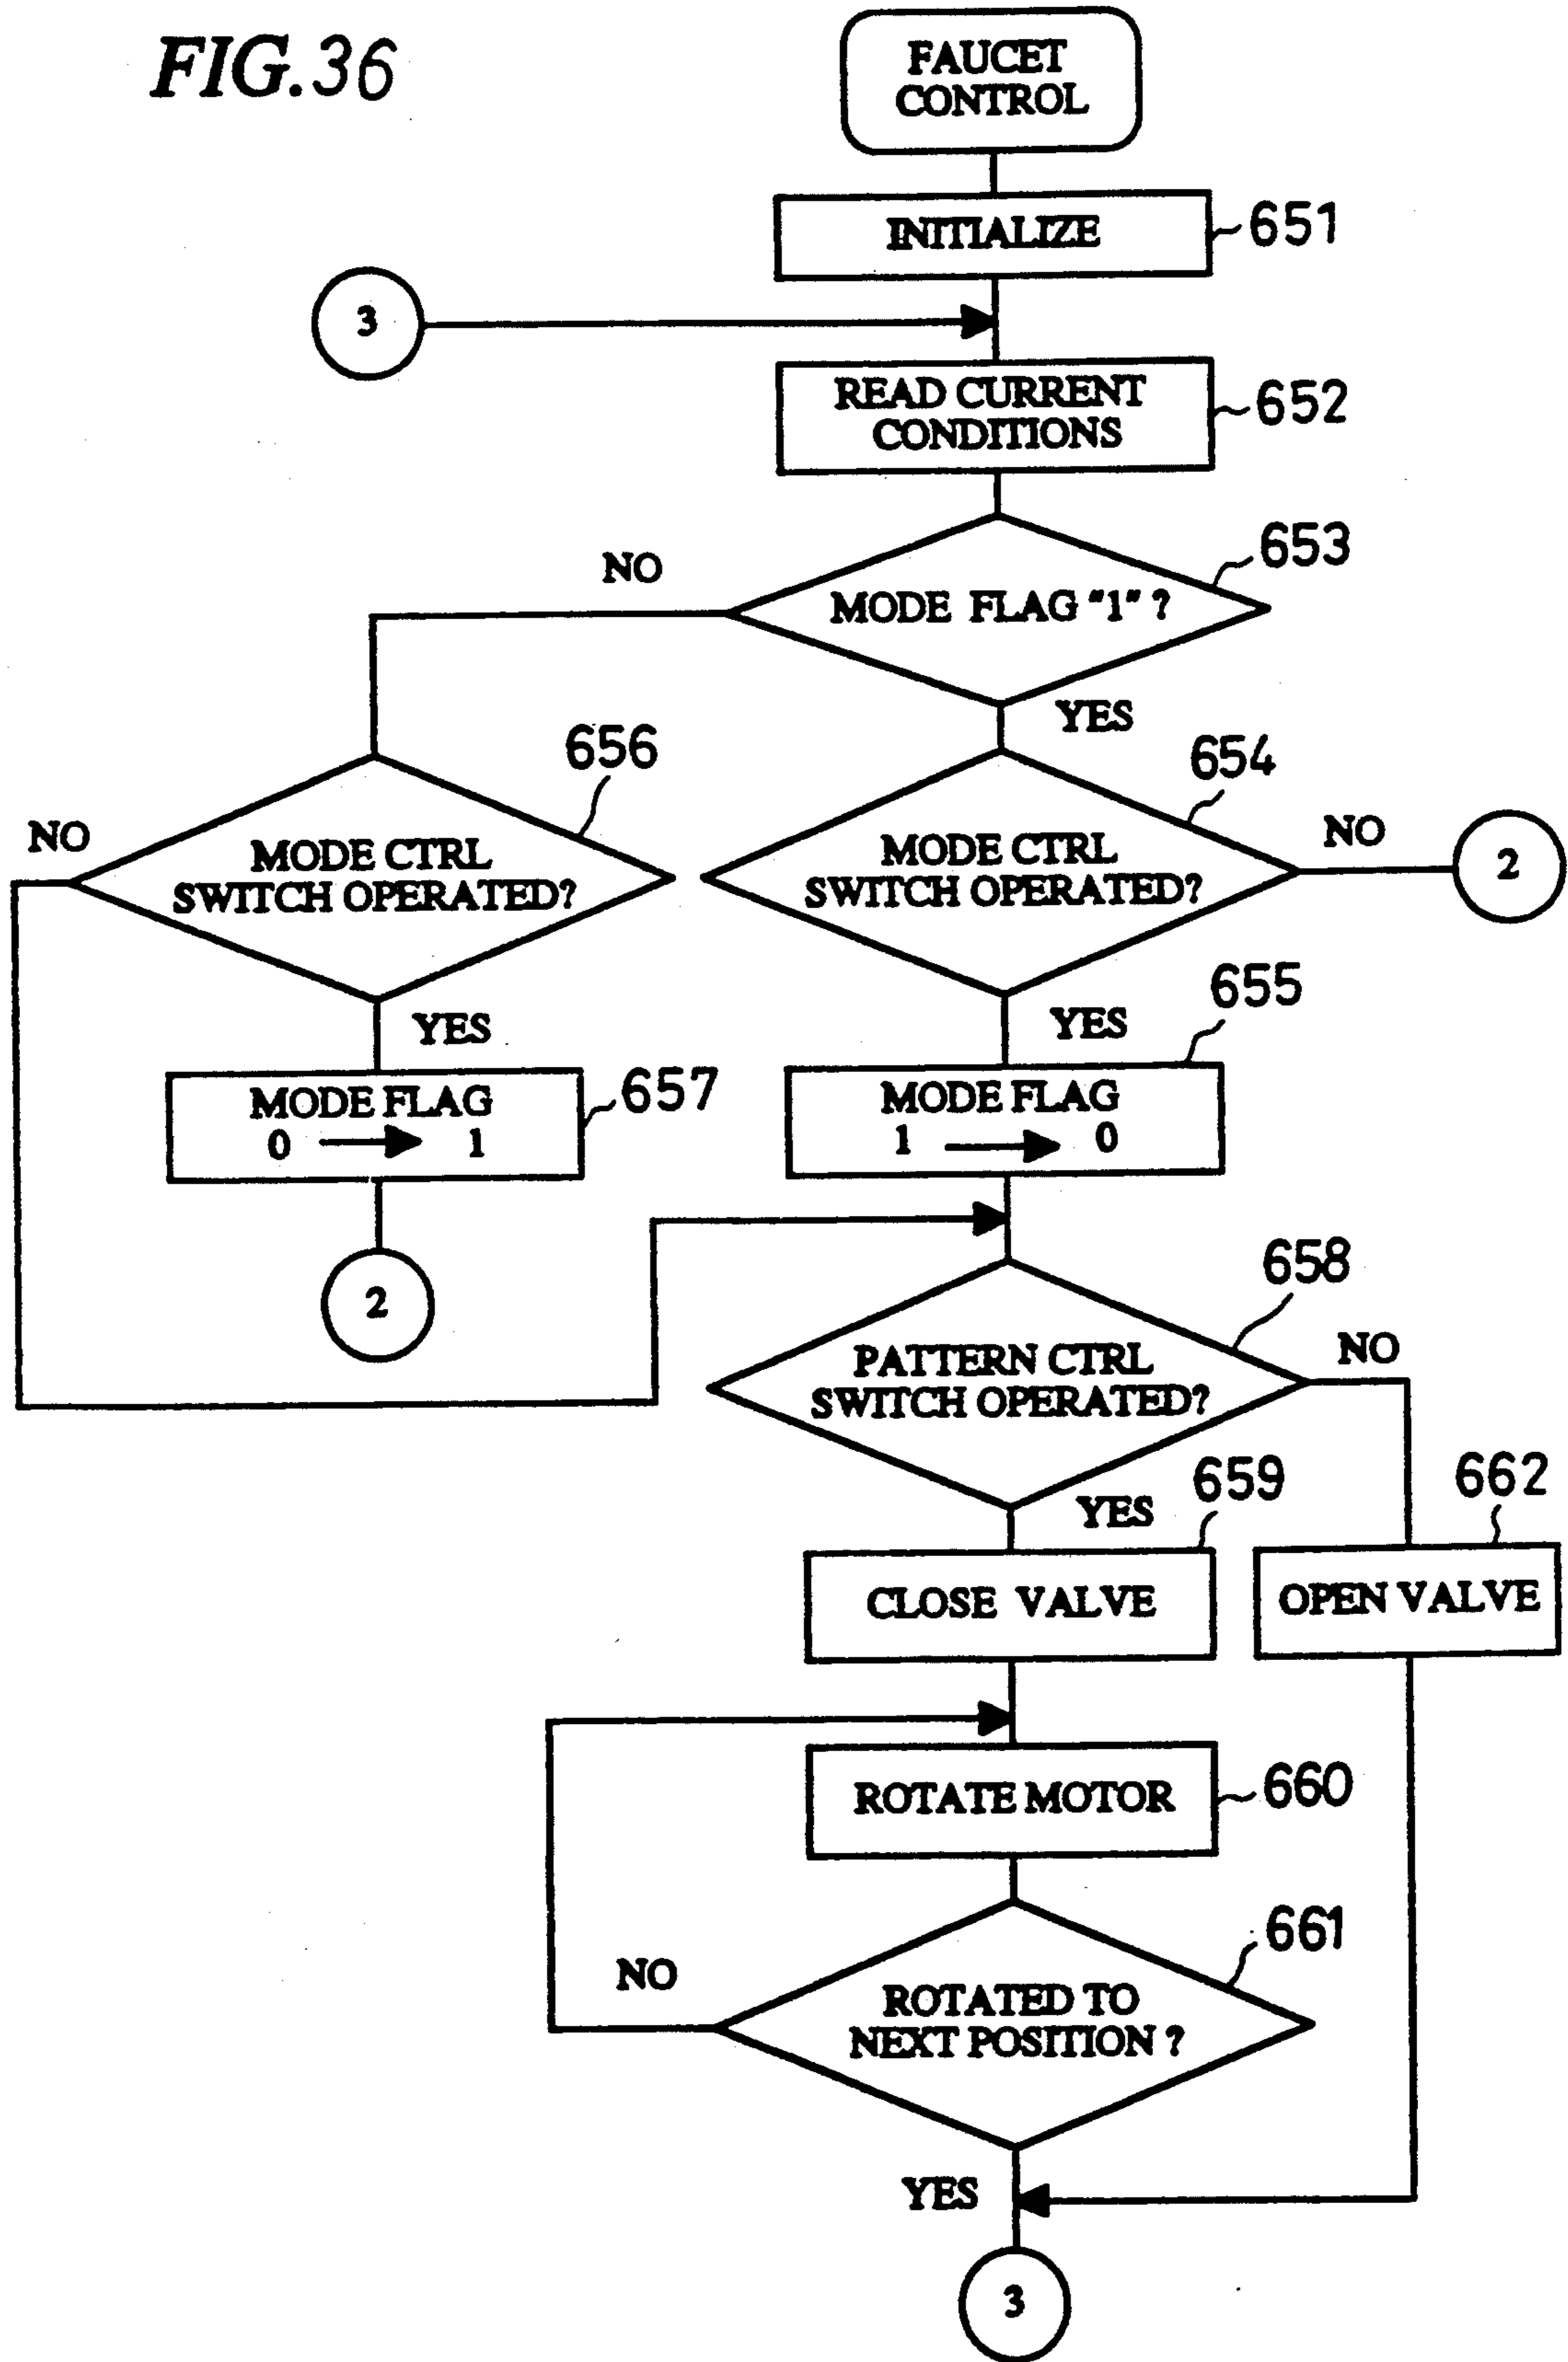 FIG. 36
FAUCET
CONTROL
INITIALIZE
651
3
READ CURRENT
CONDITIONS
652
NO
653
MODE FLAG "1" ?
YES
656
654
NO
MODE CTRL
SWITCH OPERATED?
MODE CTRL
SWITCH OPERATED?
NO
2
YES
YES
655
MODE FLAG
0 → 1
657
MODE FLAG
1 → 0
2
658
PATTERN CTRL
SWITCH OPERATED?
NO
YES
659
662
CLOSE VALVE
OPEN VALVE
ROTATE MOTOR
660
661
NO
ROTATED TO
NEXT POSITION ?
YES
3